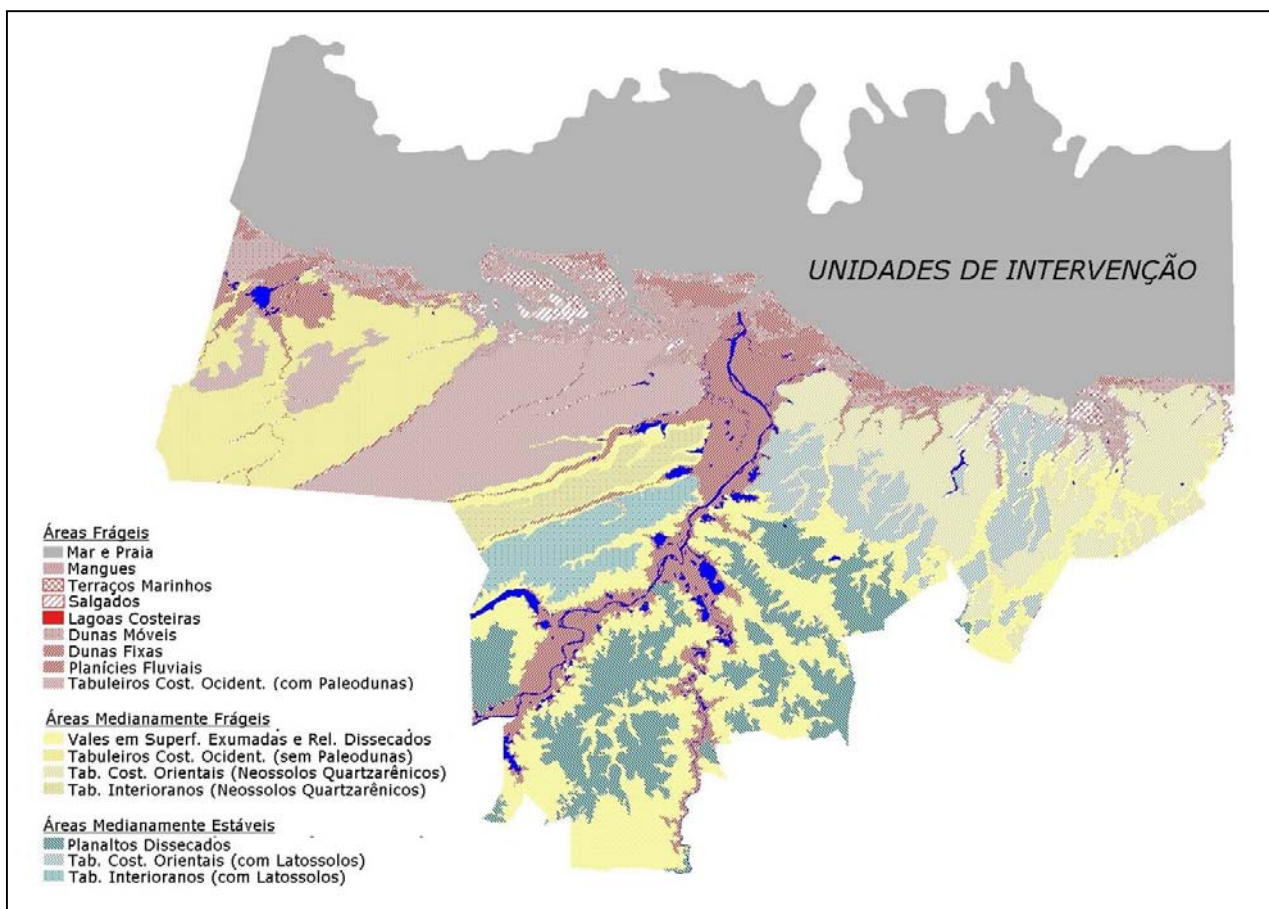 UNIDADES DE INTERVENÇÃO
Áreas Frágeis
Mar e Praia
Mangues
Terraços Marinhos
Salgados
Lagoas Costeiras
Dunas Móveis
Dunas Fixas
Planícies Fluviais
Tabuleiros Cost. Ocident. (com Paleodunas)
Áreas Medianamente Frágeis
Vales em Superf. Exumadas e Rel. Dissecados
Tabuleiros Cost. Ocident. (sem Paleodunas)
Tab. Cost. Orientais (Neossolos Quartzarênicos)
Tab. Interioranos (Neossolos Quartzarênicos)
Áreas Medianamente Estáveis
Planaltos Dissecados
Tab. Cost. Orientais (com Latossolos)
Tab. Interioranos (com Latossolos)